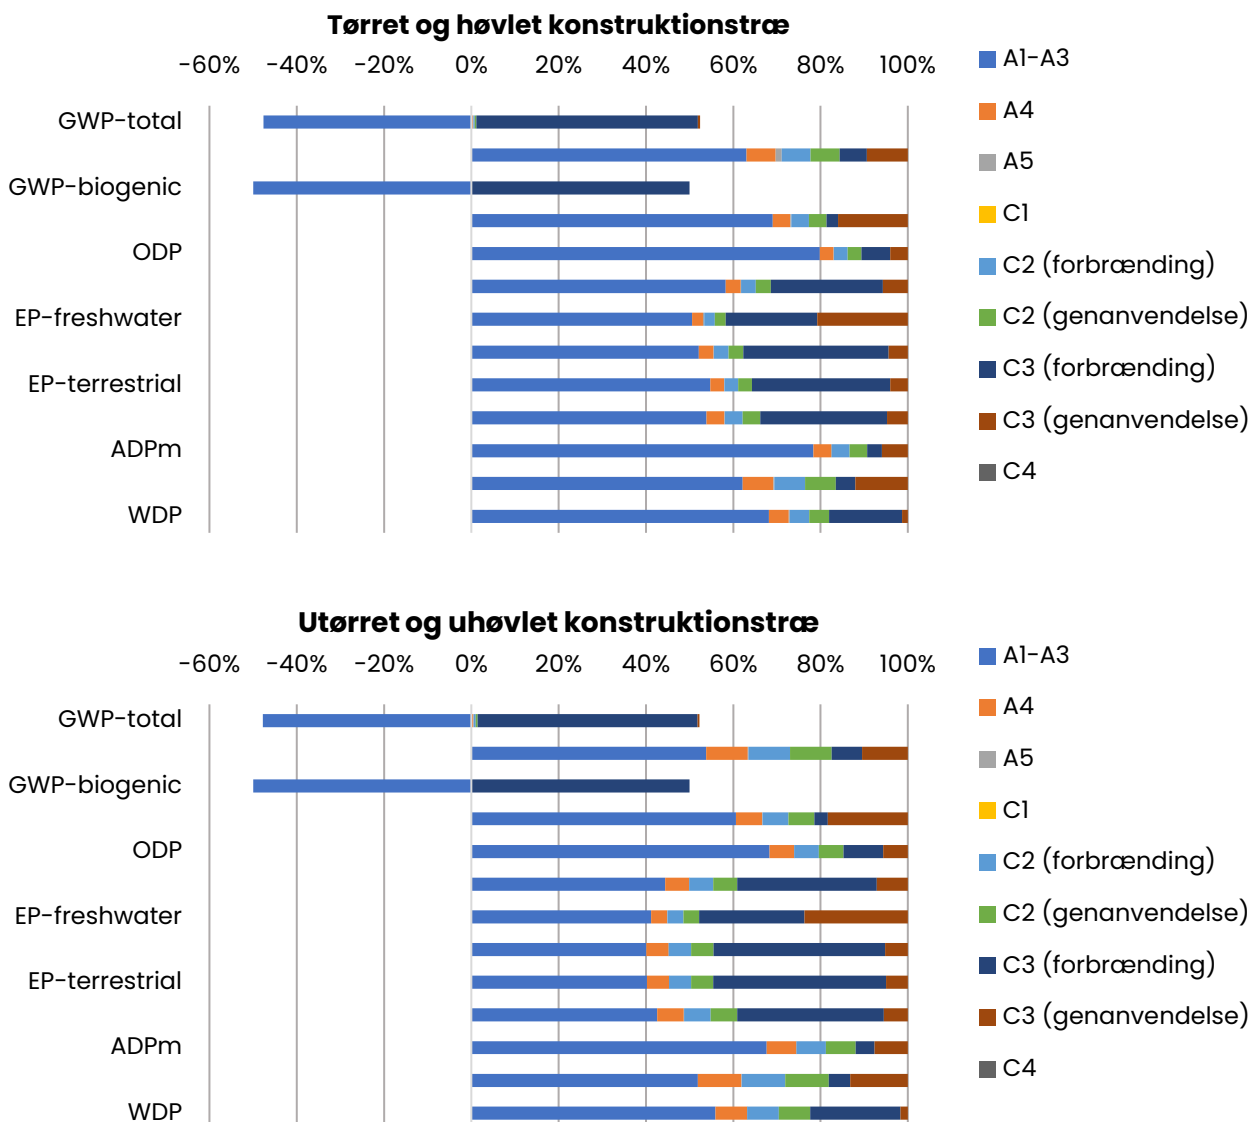 Tørret og høvlet konstruktionstræ
-60% -40% -20% 0% 20% 40% 60% 80% 100%
GWP-total
GWP-biogenic
ODP
EP-freshwater
EP-terrestrial
ADPm
WDP
A1-A3
A4
A5
C1
C2 (forbrænding)
C2 (genanvendelse)
C3 (forbrænding)
C3 (genanvendelse)
C4
Utørret og uhøvlet konstruktionstræ
-60% -40% -20% 0% 20% 40% 60% 80% 100%
GWP-total
GWP-biogenic
ODP
EP-freshwater
EP-terrestrial
ADPm
WDP
A1-A3
A4
A5
C1
C2 (forbrænding)
C2 (genanvendelse)
C3 (forbrænding)
C3 (genanvendelse)
C4